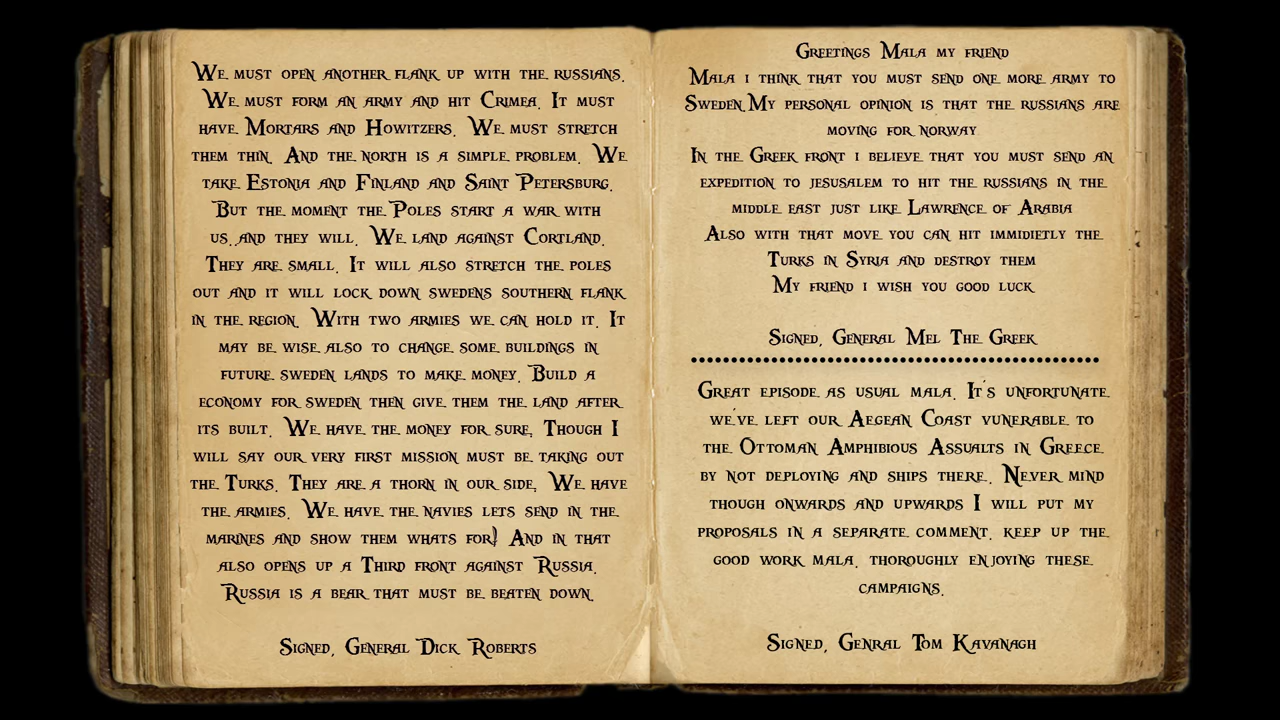 We must open another flank up with the russians.
We must form an army and hit Crimea. It must
have Mortars and Howitzers. We must stretch
them thin. And the north is a simple problem. We
take Estonia and Finland and Saint Petersburg.
But the moment the Poles start a war with
us..and they will. We land against Cortland.
They are small. It will also stretch the poles
out and it will lock down swedens southern flank
in the region. With two armies we can hold it. It
may be wise also to change some buildings in
future sweden lands to make money. Build a
economy for sweden then give them the land after
its built. We have the money for sure. Though I
will say our very first mission must be taking out
the Turks. They are a thorn in our side. We have
the armies. We have the navies lets send in the
marines and show them whats for! And in that
also opens up a Third front against Russia.
Russia is a bear that must be beaten down.
Signed, General Dick Roberts
Greetings Mala my friend
Mala i think that you must send one more army to
Sweden.My personal opinion is that the russians are
moving for norway
In the Greek front i believe that you must send an
expedition to jesusalem to hit the russians in the
middle east just like Lawrence of Arabia
Also with that move you can hit immidietly the
Turks in Syria and destroy them
My friend i wish you good luck
Signed, General Mel The Greek
Great episode as usual mala. It's unfortunate
we've left our Aegean Coast vunerable to
the Ottoman Amphibious Assualts in Greece
by not deploying and ships there. Never mind
though onwards and upwards I will put my
proposals in a separate comment. keep up the
good work mala. thoroughly enjoying these
campaigns.
Signed, Genral Tom Kavanagh